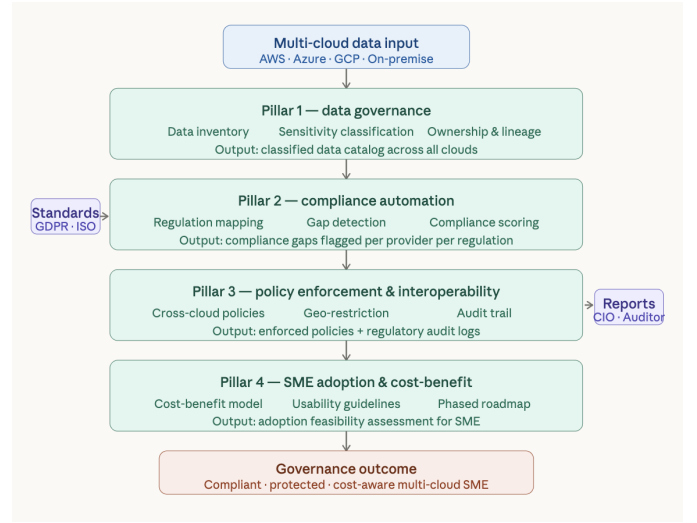 Multi-cloud data input
AWS · Azure · GCP · On-premise
Pillar 1 — data governance
Data inventory Sensitivity classification Ownership & lineage
Output: classified data catalog across all clouds
Pillar 2 — compliance automation
Regulation mapping Gap detection Compliance scoring
Output: compliance gaps flagged per provider per regulation
Standards
GDPR · ISO
Pillar 3 — policy enforcement & interoperability
Cross-cloud policies Geo-restriction Audit trail
Output: enforced policies + regulatory audit logs
Reports
CIO · Auditor
Pillar 4 — SME adoption & cost-benefit
Cost-benefit model Usability guidelines Phased roadmap
Output: adoption feasibility assessment for SME
Governance outcome
Compliant · protected · cost-aware multi-cloud SME